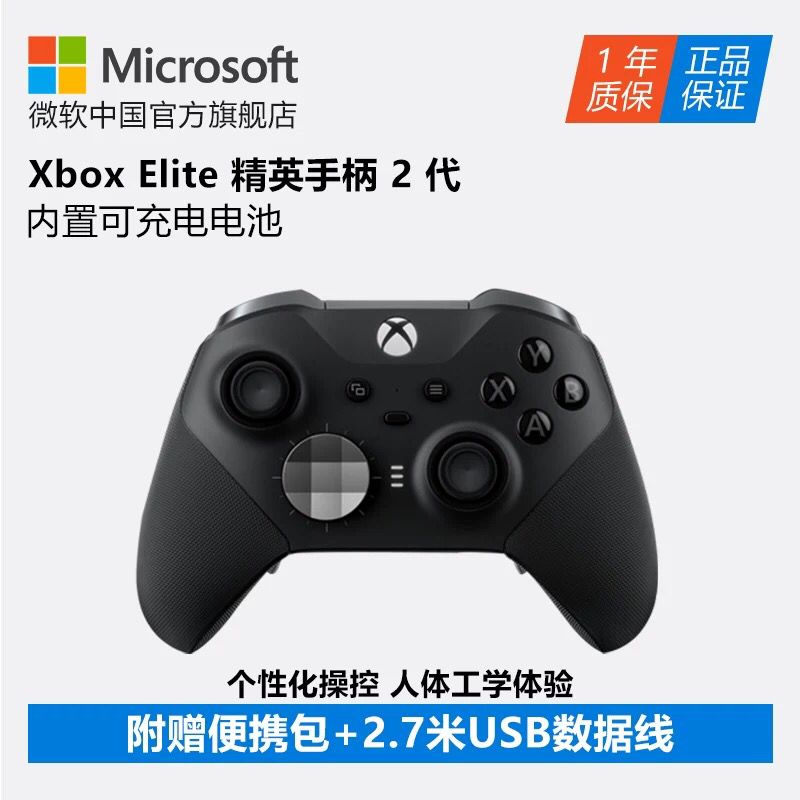 Microsoft
微软中国官方旗舰店
1 年
质保
正品
保证
Xbox Elite 精英手柄 2 代
内置可充电电池
Y
X
B
A
个性化操控 人体工学体验
附赠便携包+2.7米USB数据线